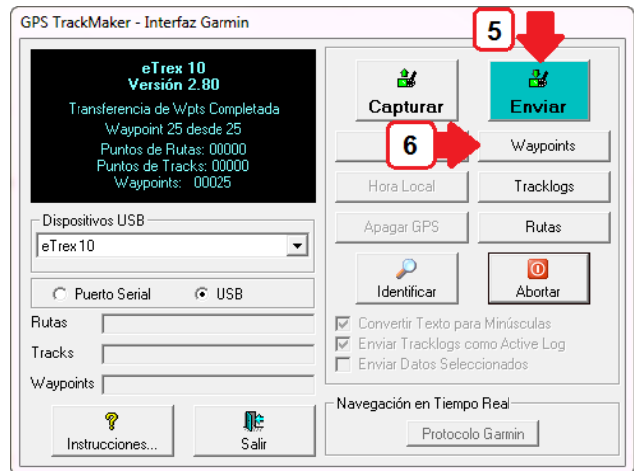 GPS TrackMaker - Interfaz Garmin
5
eTrex 10
Versión 2.80
Transferencia de Wpts Completada
Waypoint 25 desde 25
Puntos de Rutas: 00000
Puntos de Tracks: 00000
Waypoints: 00025
Capturar
Enviar
6
Waypoints
Hora Local
Tracklogs
Apagar GPS
Rutas
Identificar
Abortar
Dispositivos USB
eTrex 10
Puerto Serial
USB
Rutas
Tracks
Waypoints
Convertir Texto para Minúsculas
Enviar Tracklogs como Active Log
Enviar Datos Seleccionados
Navegación en Tiempo Real
Protocolo Garmin
Instrucciones...
Salir